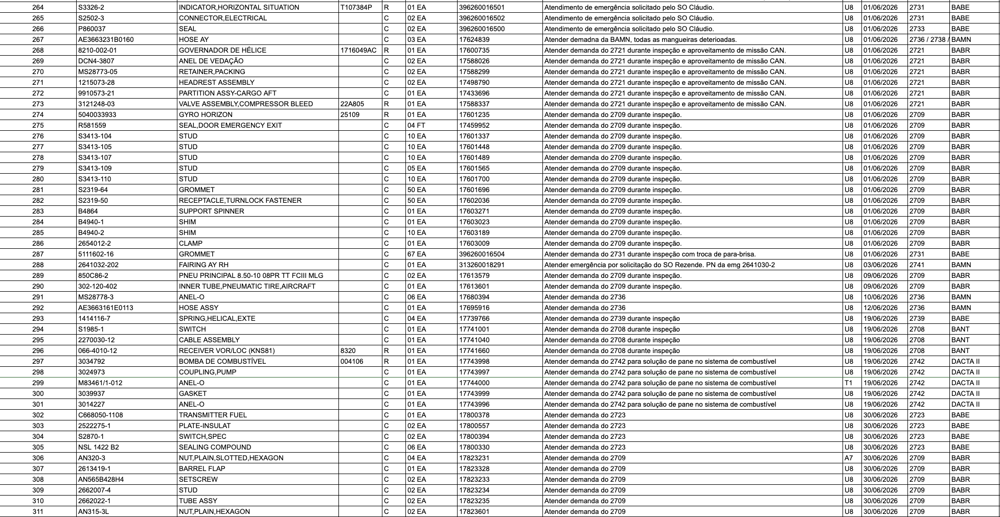 264 S3326-2 INDICATOR,HORIZONTAL SITUATION T107384P R 01 EA 396260016501 Atendimento de emergência solicitado pelo SO Cláudio. U8 01/06/2026 2731 BABE
265 S2502-3 CONNECTOR,ELECTRICAL C 02 EA 396260016502 Atendimento de emergência solicitado pelo SO Cláudio. U8 01/06/2026 2731 BABE
266 P860037 SEAL C 02 EA 396260016500 Atendimento de emergência solicitado pelo SO Cláudio. U8 01/06/2026 2733 BABE
267 AE3663231B0160 HOSE AY C 03 EA 17624839 Atender demadna da BAMN, todas as mangueiras deterioadas. U8 01/06/2026 2736 / 2738 / BAMN
268 8210-002-01 GOVERNADOR DE HÉLICE 1716049AC R 01 EA 17600735 Atender demanda do 2721 durante inspeção e aproveitamento de missão CAN. U8 01/06/2026 2721 BABR
269 DCN4-3807 ANEL DE VEDAÇÃO C 02 EA 17588026 Atender demanda do 2721 durante inspeção e aproveitamento de missão CAN. U8 01/06/2026 2721 BABR
270 MS28773-05 RETAINER,PACKING C 02 EA 17588299 Atender demanda do 2721 durante inspeção e aproveitamento de missão CAN. U8 01/06/2026 2721 BABR
271 1215073-28 HEADREST ASSEMBLY C 02 EA 17498790 Atender demanda do 2721 durante inspeção e aproveitamento de missão CAN. U8 01/06/2026 2721 BABR
272 9910573-21 PARTITION ASSY-CARGO AFT C 01 EA 17433696 Atender demanda do 2721 durante inspeção e aproveitamento de missão CAN. U8 01/06/2026 2721 BABR
273 3121248-03 VALVE ASSEMBLY,COMPRESSOR BLEED 22A805 R 01 EA 17588337 Atender demanda do 2721 durante inspeção e aproveitamento de missão CAN. U8 01/06/2026 2721 BABR
274 5040033933 GYRO HORIZON 25109 R 01 EA 17601235 Atender demanda do 2709 durante inspeção. U8 01/06/2026 2709 BABR
275 R581559 SEAL,DOOR EMERGENCY EXIT C 04 FT 17459952 Atender demanda do 2709 durante inspeção. U8 01/06/2026 2709 BABR
276 S3413-104 STUD C 10 EA 17601337 Atender demanda do 2709 durante inspeção. U8 01/06/2026 2709 BABR
277 S3413-105 STUD C 10 EA 17601448 Atender demanda do 2709 durante inspeção. U8 01/06/2026 2709 BABR
278 S3413-107 STUD C 10 EA 17601489 Atender demanda do 2709 durante inspeção. U8 01/06/2026 2709 BABR
279 S3413-109 STUD C 05 EA 17601565 Atender demanda do 2709 durante inspeção. U8 01/06/2026 2709 BABR
280 S3413-110 STUD C 10 EA 17601700 Atender demanda do 2709 durante inspeção. U8 01/06/2026 2709 BABR
281 S2319-64 GROMMET C 50 EA 17601696 Atender demanda do 2709 durante inspeção. U8 01/06/2026 2709 BABR
282 S2319-50 RECEPTACLE,TURNLOCK FASTENER C 50 EA 17602036 Atender demanda do 2709 durante inspeção. U8 01/06/2026 2709 BABR
283 B4864 SUPPORT SPINNER C 01 EA 17603271 Atender demanda do 2709 durante inspeção. U8 01/06/2026 2709 BABR
284 B4940-1 SHIM C 01 EA 17603023 Atender demanda do 2709 durante inspeção. U8 01/06/2026 2709 BABR
285 B4940-2 SHIM C 10 EA 17603189 Atender demanda do 2709 durante inspeção. U8 01/06/2026 2709 BABR
286 2654012-2 CLAMP C 01 EA 17603009 Atender demanda do 2709 durante inspeção. U8 01/06/2026 2709 BABR
287 5111602-16 GROMMET C 67 EA 396260016504 Atender demanda do 2731 durante inspeção com troca de para-brisa. U8 01/06/2026 2731 BABE
288 2641032-202 FAIRING AY RH C 01 EA 313260018291 Atender emergência por solicitação do SO Rezende. PN da emg 2641030-2 U8 03/06/2026 2741 BAMN
289 850C86-2 PNEU PRINCIPAL 8.50-10 08PR TT FCIII MLG C 02 EA 17613579 Atender demanda do 2709 durante inspeção. U8 09/06/2026 2709 BABR
290 302-120-402 INNER TUBE,PNEUMATIC TIRE,AIRCRAFT C 01 EA 17613601 Atender demanda do 2709 durante inspeção. U8 09/06/2026 2709 BABR
291 MS28778-3 ANEL-O C 06 EA 17680394 Atender demanda do 2736 U8 10/06/2026 2736 BAMN
292 AE3663161E0113 HOSE ASSY C 01 EA 17695916 Atender demanda do 2736 U8 12/06/2026 2736 BAMN
293 1414116-7 SPRING,HELICAL,EXTE C 04 EA 17739766 Atender demanda do 2739 durante inspeção U8 19/06/2026 2739 BABE
294 S1985-1 SWITCH C 01 EA 17741001 Atender demanda do 2708 durante inspeção U8 19/06/2026 2708 BANT
295 2270030-12 CABLE ASSEMBLY C 01 EA 17741040 Atender demanda do 2708 durante inspeção U8 19/06/2026 2708 BANT
296 066-4010-12 RECEIVER VOR/LOC (KNS81) 8320 R 01 EA 17741660 Atender demanda do 2708 durante inspeção U8 19/06/2026 2708 BANT
297 3034792 BOMBA DE COMBUSTÍVEL 004106 R 01 EA 17743998 Atender demanda do 2742 para solução de pane no sistema de combustível U8 19/06/2026 2742 DACTA II
298 3024973 COUPLING,PUMP C 01 EA 17743997 Atender demanda do 2742 para solução de pane no sistema de combustível U8 19/06/2026 2742 DACTA II
299 M83461/1-012 ANEL-O C 01 EA 17744000 Atender demanda do 2742 para solução de pane no sistema de combustível T1 19/06/2026 2742 DACTA II
300 3039937 GASKET C 01 EA 17743999 Atender demanda do 2742 para solução de pane no sistema de combustível U8 19/06/2026 2742 DACTA II
301 3014227 ANEL-O C 01 EA 17743996 Atender demanda do 2742 para solução de pane no sistema de combustível U8 19/06/2026 2742 DACTA II
302 C668050-1108 TRANSMITTER FUEL C 01 EA 17800378 Atender demanda do 2723 U8 30/06/2026 2723 BABE
303 2522275-1 PLATE-INSULAT C 02 EA 17800557 Atender demanda do 2723 U8 30/06/2026 2723 BABE
304 S2870-1 SWITCH,SPEC C 02 EA 17800394 Atender demanda do 2723 U8 30/06/2026 2723 BABE
305 NSL 1422 B2 SEALING COMPOUND C 06 EA 17800330 Atender demanda do 2723 U8 30/06/2026 2723 BABE
306 AN320-3 NUT,PLAIN,SLOTTED,HEXAGON C 04 EA 17823231 Atender demanda do 2709 A7 30/06/2026 2709 BABR
307 2613419-1 BARREL FLAP C 01 EA 17823328 Atender demanda do 2709 U8 30/06/2026 2709 BABR
308 AN565B428H4 SETSCREW C 02 EA 17823233 Atender demanda do 2709 U8 30/06/2026 2709 BABR
309 2662007-4 STUD C 02 EA 17823234 Atender demanda do 2709 U8 30/06/2026 2709 BABR
310 2662022-1 TUBE ASSY C 02 EA 17823235 Atender demanda do 2709 U8 30/06/2026 2709 BABR
311 AN315-3L NUT,PLAIN,HEXAGON C 02 EA 17823601 Atender demanda do 2709 U8 30/06/2026 2709 BABR